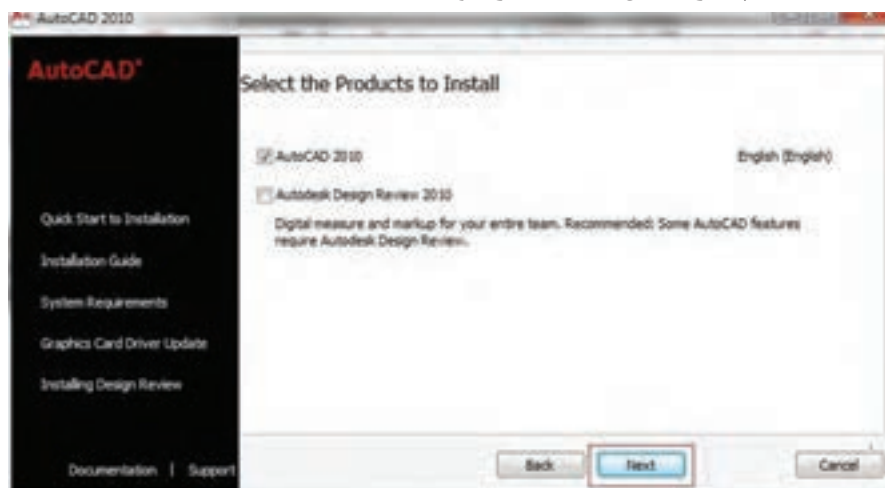 AutoCAD 2010
AutoCAD®
Select the Products to Install
AutoCAD 2010
English (English)
Autodesk Design Review 2010
Digital measure and markup for your entire team. Recommended: Some AutoCAD features
require Autodesk Design Review.
Quick Start to Installation
Installation Guide
System Requirements
Graphics Card Driver Update
Installing Design Review
Documentation | Support
Back
Next
Cancel